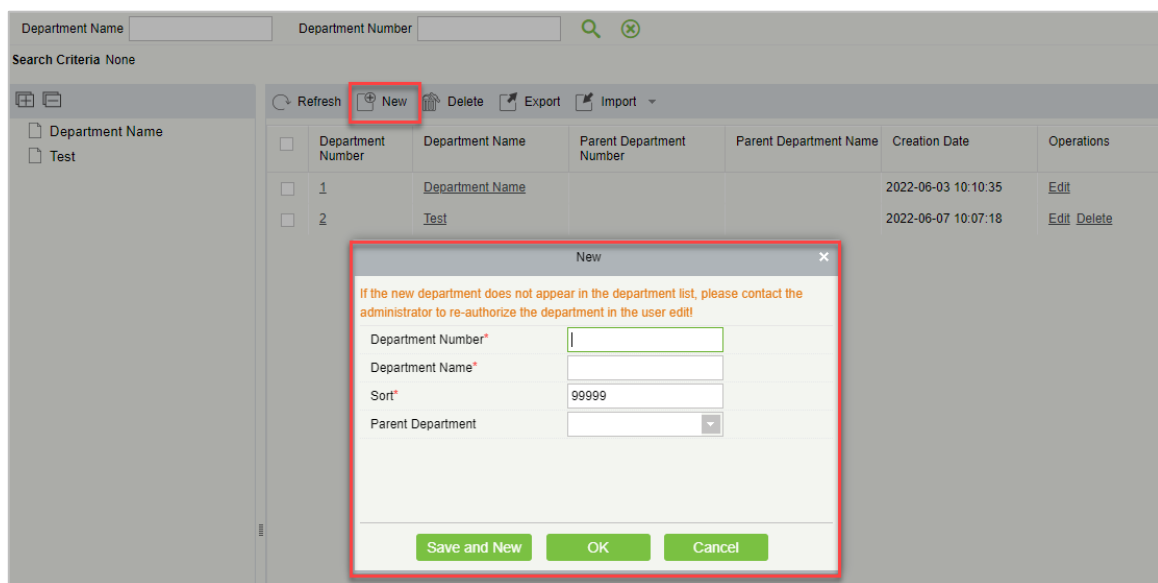 Department Name Department Number
Search Criteria None
Refresh New Delete Export Import
Department Name
Test
Department Number Department Name Parent Department Number Parent Department Name Creation Date Operations
1 Department Name 2022-06-03 10:10:35 Edit
2 Test 2022-06-07 10:07:18 Edit Delete
New
If the new department does not appear in the department list, please contact the
administrator to re-authorize the department in the user edit!
Department Number*
Department Name*
Sort* 99999
Parent Department
Save and New OK Cancel